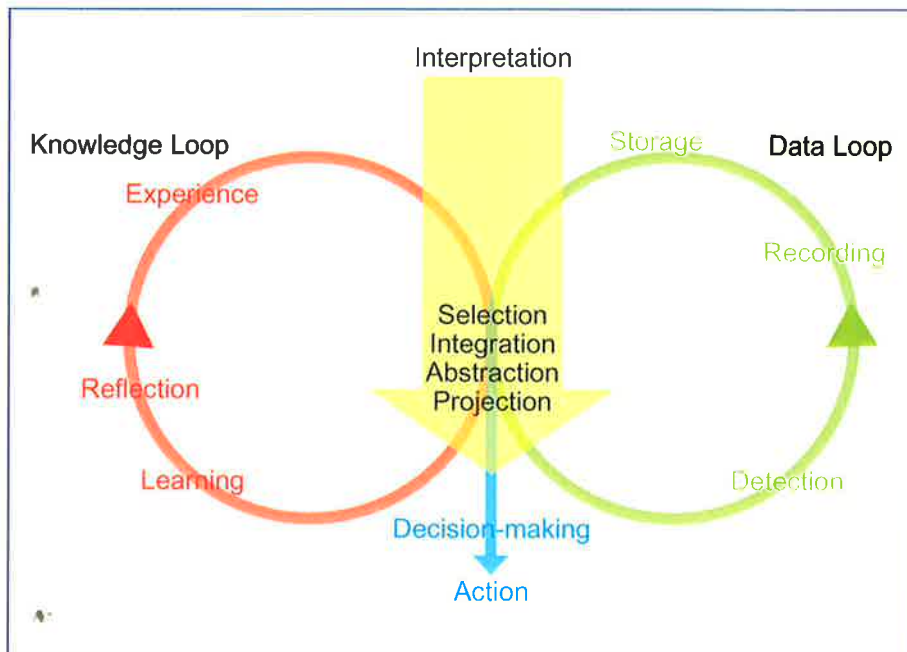 Interpretation
Knowledge Loop
Storage
Data Loop
Experience
Recording
Selection
Integration
Abstraction
Projection
Reflection
Learning
Detection
Decision-making
Action